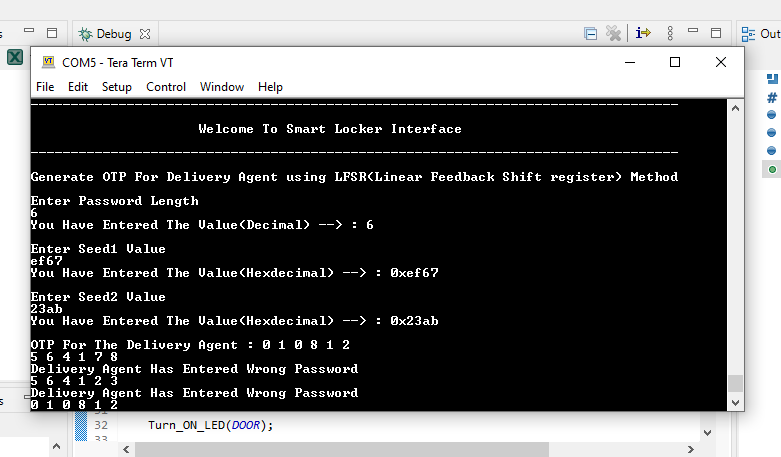 s
Debug
i
Out
COM5 - Tera Term VT
File Edit Setup Control Window Help
Welcome To Smart Locker Interface
Generate OTP For Delivery Agent using LFSR(Linear Feedback Shift register) Method
Enter Password Length
6
You Have Entered The Value(Decimal) --> : 6
Enter Seed1 Value
ef67
You Have Entered The Value(Hexdecimal) --> : 0xef67
Enter Seed2 Value
23ab
You Have Entered The Value(Hexdecimal) --> : 0x23ab
OTP For The Delivery Agent : 0 1 0 8 1 2
5 6 4 1 7 8
Delivery Agent Has Entered Wrong Password
5 6 4 1 2 3
Delivery Agent Has Entered Wrong Password
0 1 0 8 1 2
s
32 Turn_ON_LED(DOOR);
33